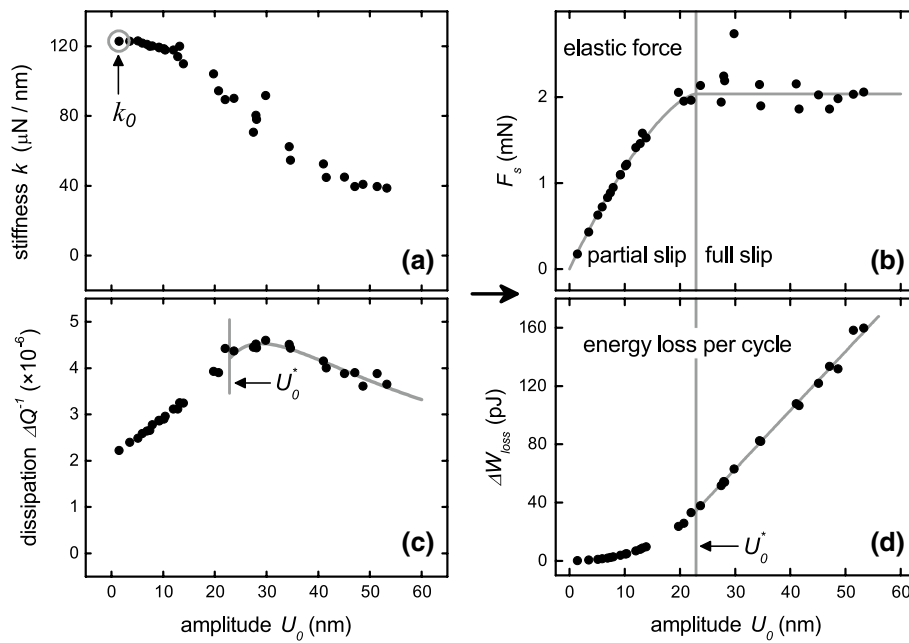 120
80
40
0
stiffness k (μN / nm)
k0
(a)
2
1
0
Fs (mN)
elastic force
partial slip
full slip
(b)
6
5
4
3
2
1
0
dissipation ΔQ-1 (×10-6)
U0*
(c)
0 10 20 30 40 50 60
amplitude U0 (nm)
160
120
80
40
0
ΔWloss (pJ)
energy loss per cycle
U0*
(d)
0 10 20 30 40 50 60
amplitude U0 (nm)